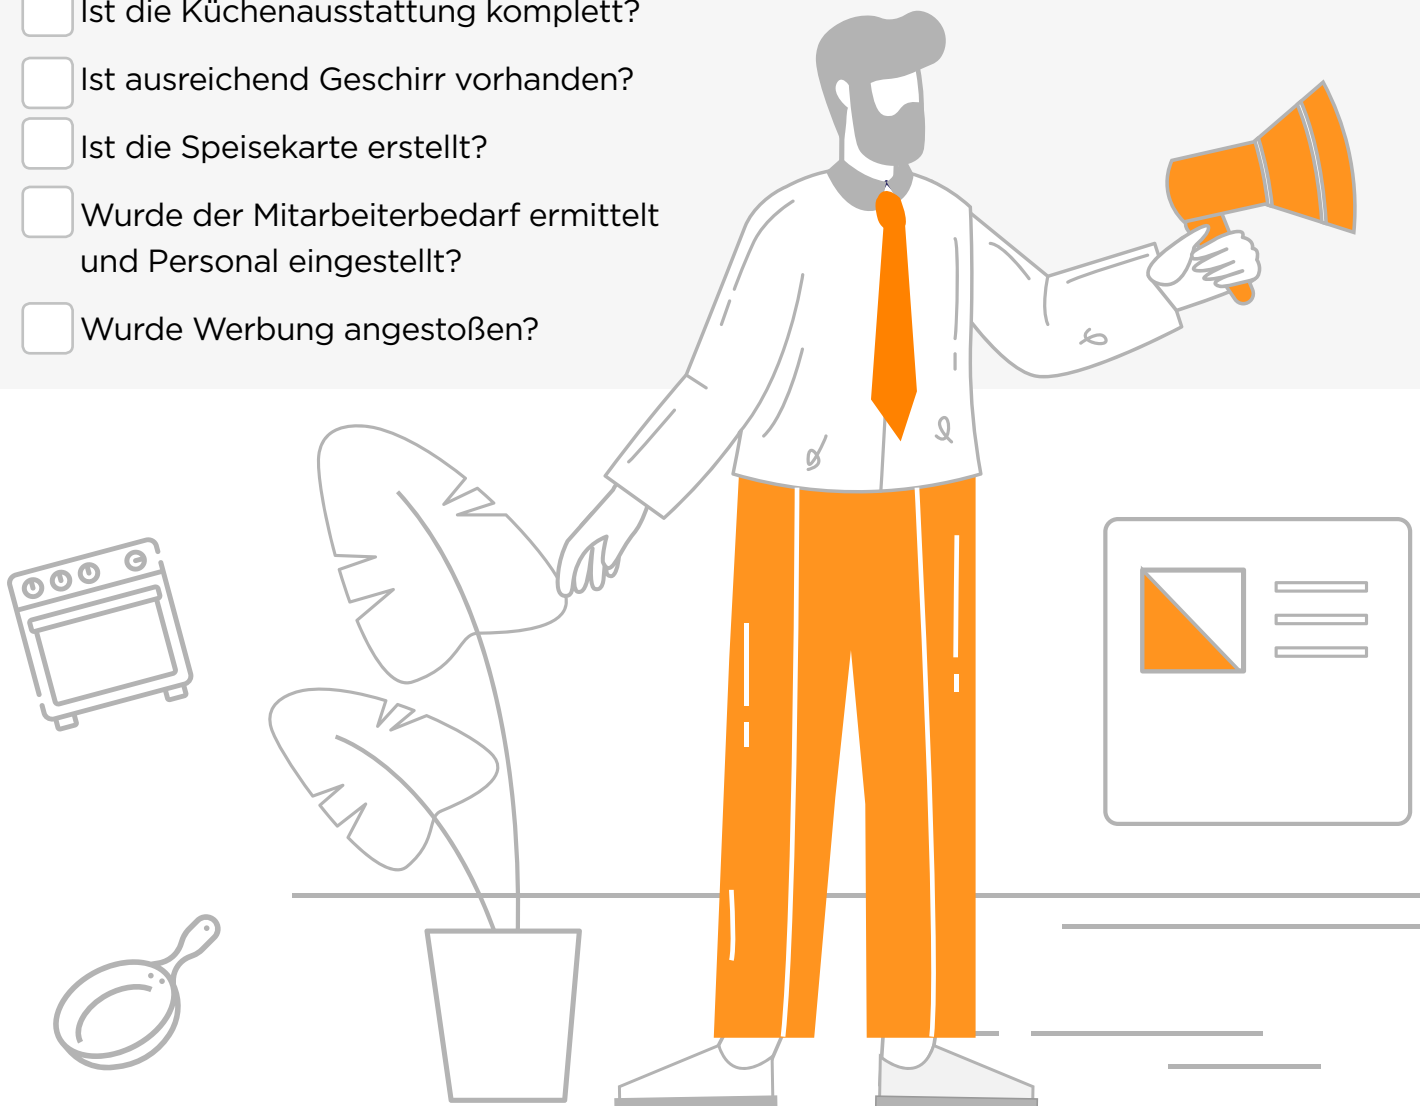 Ist die Küchenausstattung komplett?
Ist ausreichend Geschirr vorhanden?
Ist die Speisekarte erstellt?
Wurde der Mitarbeiterbedarf ermittelt
und Personal eingestellt?
Wurde Werbung angestoßen?